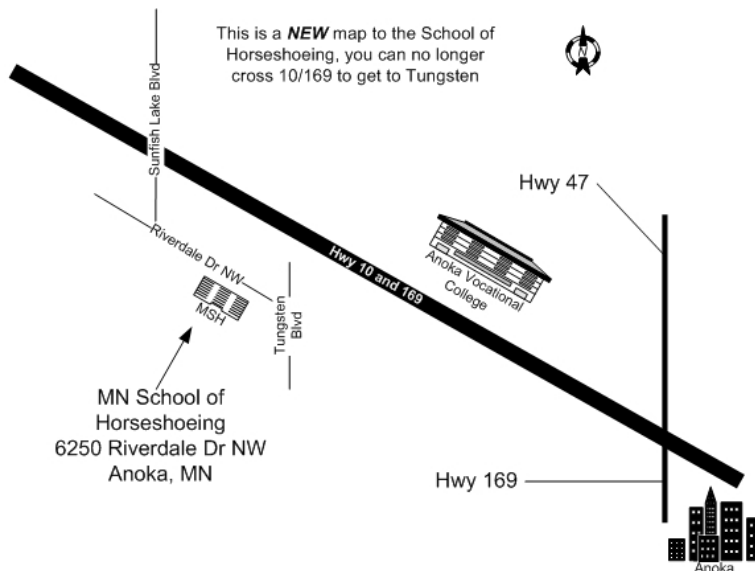 This is a NEW map to the School of
Horseshoeing, you can no longer
cross 10/169 to get to Tungsten
N
Sunfish Lake Blvd
Hwy 47
Riverdale Dr NW
Hwy 10 and 169
Anoka Vocational
College
MSH
Tungsten
Blvd
MN School of
Horseshoeing
6250 Riverdale Dr NW
Anoka, MN
Hwy 169
Anoka